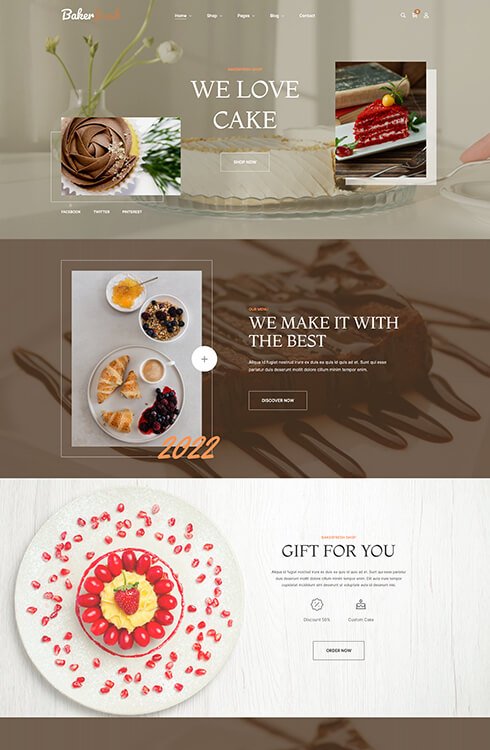 BakerFresh
Home Shop Pages Blog Contact
BAKERFRESH SHOP
WE LOVE
CAKE
SHOP NOW
FACEBOOK TWITTER PINTEREST
OUR MENU
WE MAKE IT WITH
THE BEST
Aliqua id fugiat nostrud irure ex duis ea quis id quis ad et. Sunt qui esse
pariatur duis deserunt mollit dolore cillum minim tempor enim.
DISCOVER NOW
2022
BAKERFRESH SHOP
GIFT FOR YOU
Aliqua id fugiat nostrud irure ex duis ea quis id quis ad et. Sunt qui esse pariatur
duis deserunt mollit dolore cillum minim tempor enim. Elit aute irure tempor
cupidatat incididunt sint deserunt ut voluptate aute id deserunt nisi.
Discount 50% Custom Cake
ORDER NOW